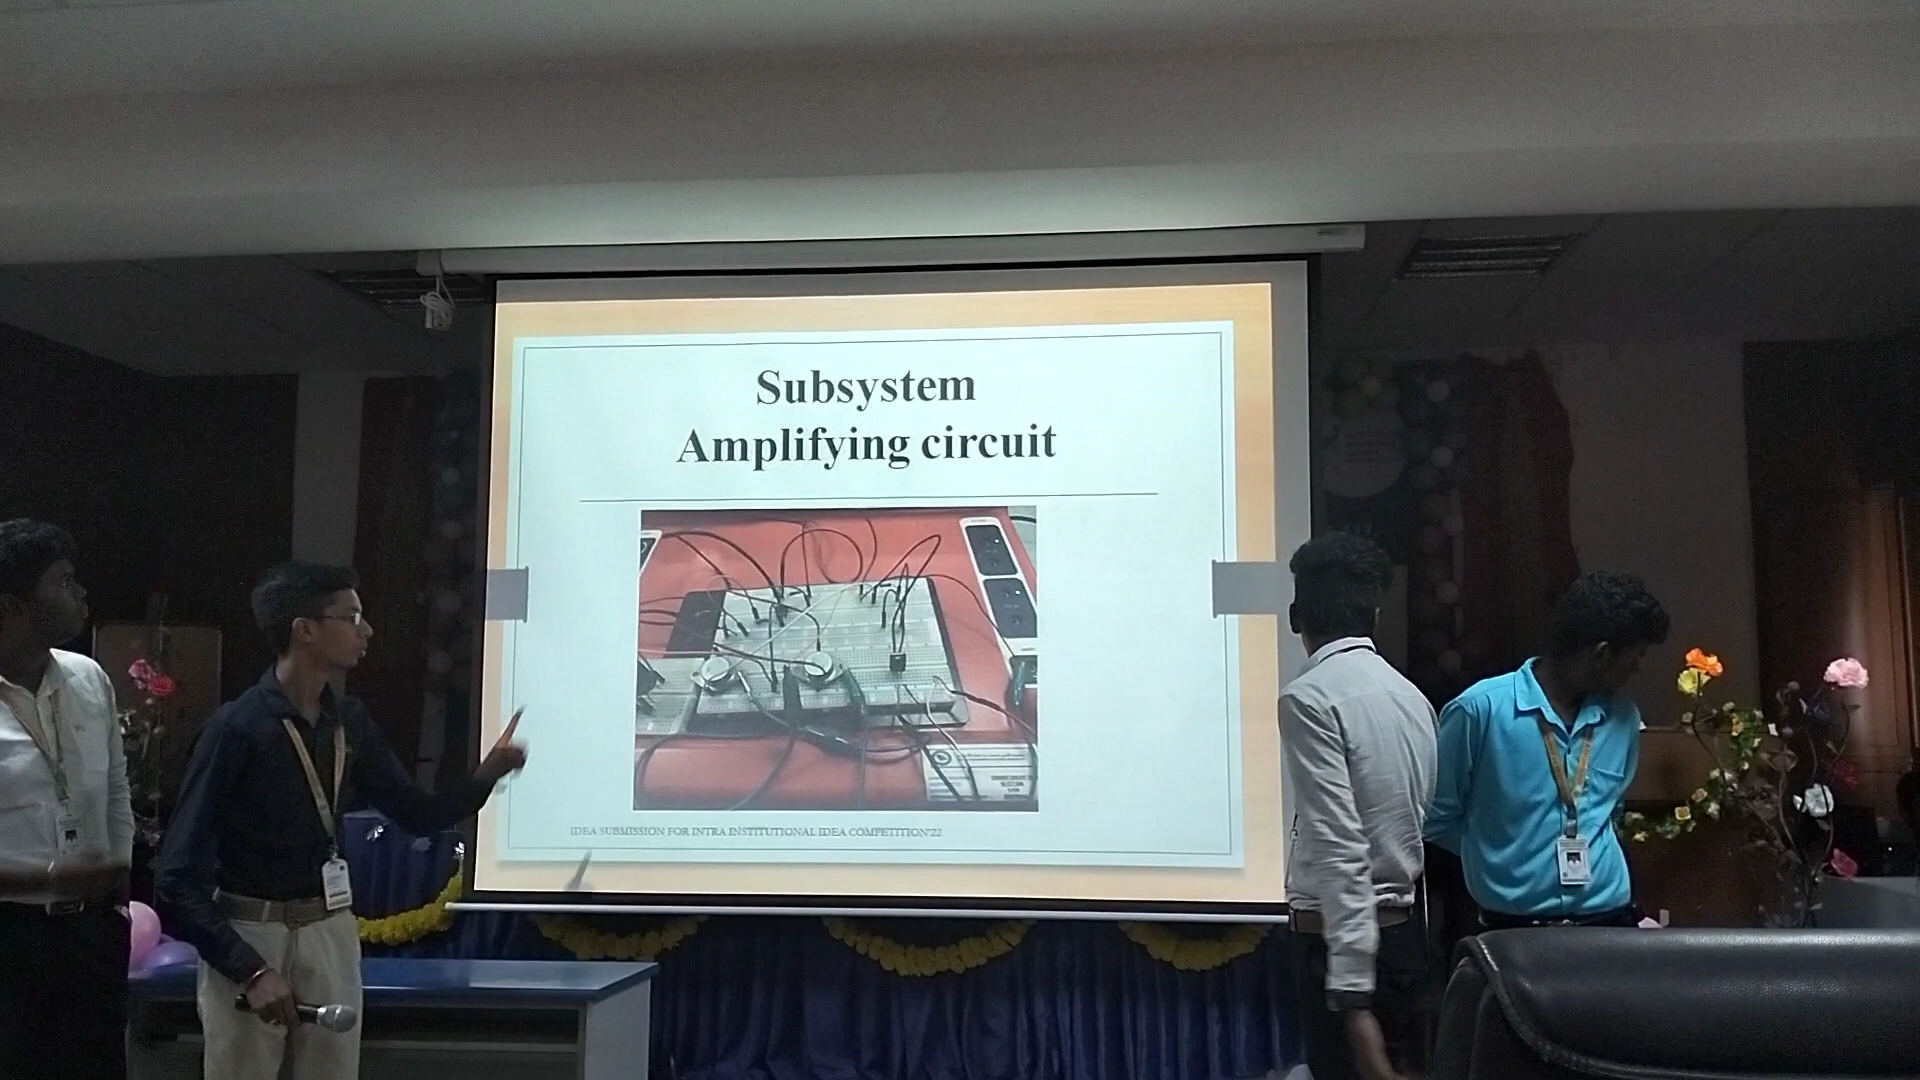 Subsystem
Amplifying circuit
IDEA SUBMISSION FOR INTRA INSTITUTIONAL IDEA COMPETITION'22